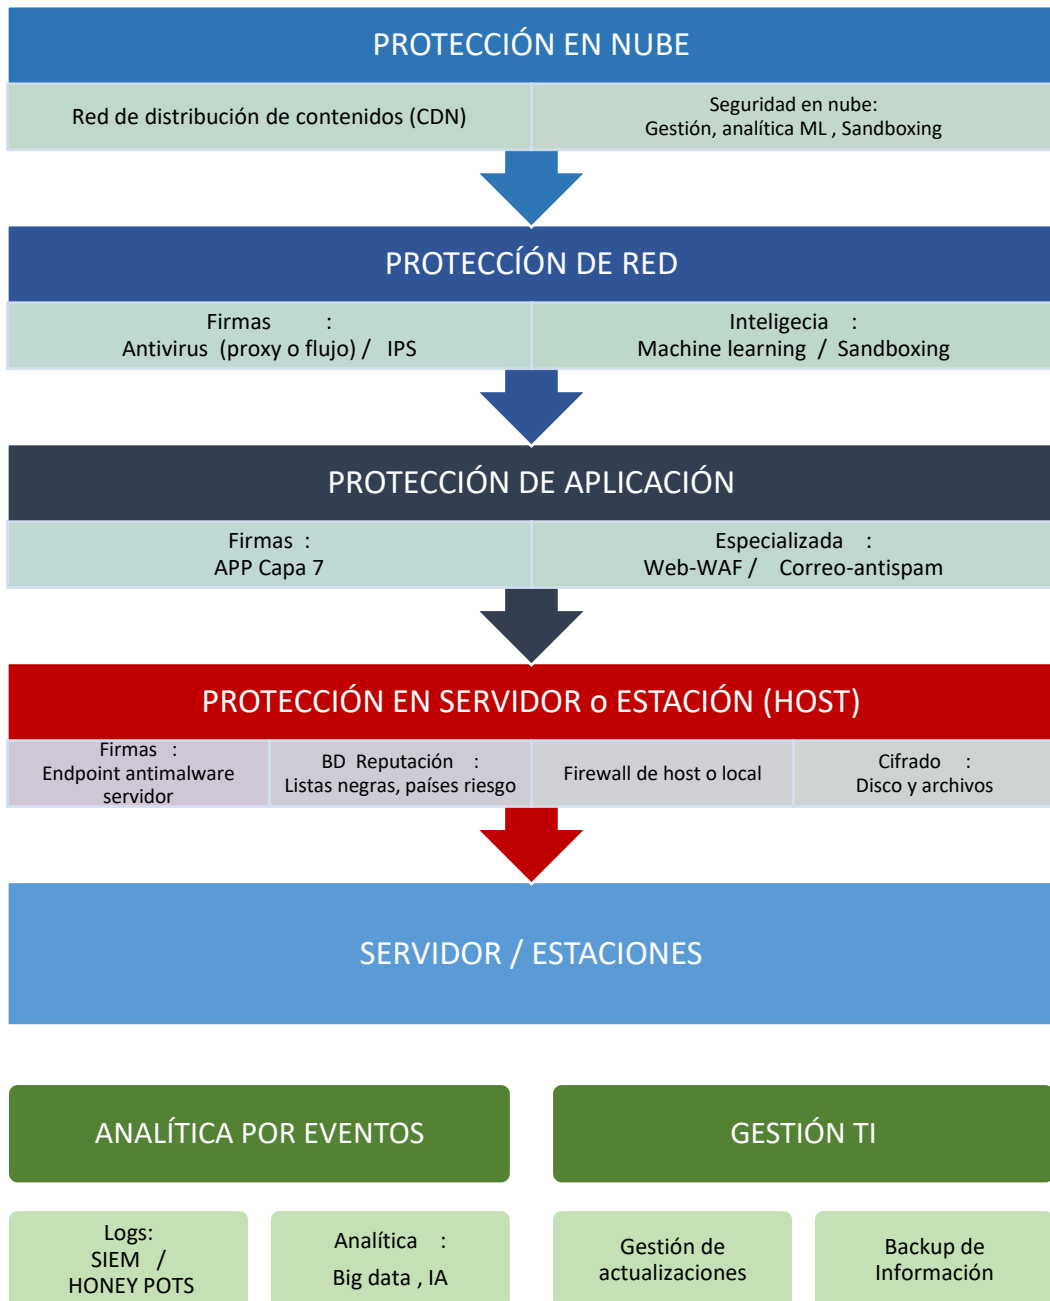 PROTECCIÓN EN NUBE
Red de distribución de contenidos (CDN)
Seguridad en nube:
Gestión, analítica ML , Sandboxing
PROTECCÍÓN DE RED
Firmas :
Antivirus (proxy o flujo) / IPS
Inteligecia :
Machine learning / Sandboxing
PROTECCIÓN DE APLICACIÓN
Firmas :
APP Capa 7
Especializada :
Web-WAF / Correo-antispam
PROTECCIÓN EN SERVIDOR o ESTACIÓN (HOST)
Firmas :
Endpoint antimalware
servidor
BD Reputación :
Listas negras, países riesgo
Firewall de host o local
Cifrado :
Disco y archivos
SERVIDOR / ESTACIONES
ANALÍTICA POR EVENTOS
GESTIÓN TI
Logs:
SIEM /
HONEY POTS
Analítica :
Big data , IA
Gestión de
actualizaciones
Backup de
Información